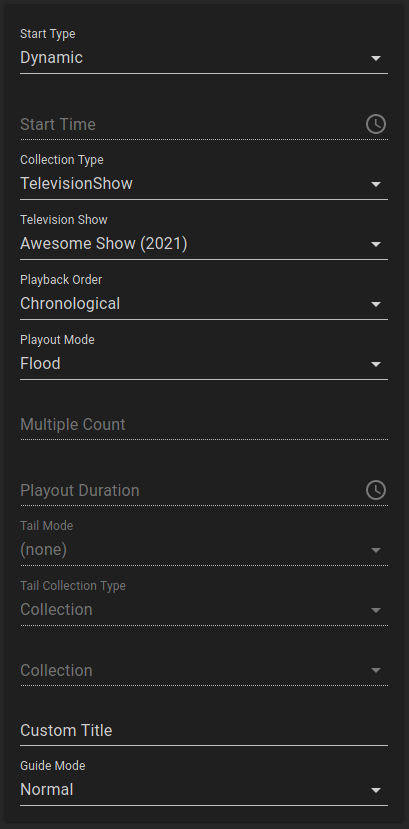 Start Type
Dynamic
Start Time
Collection Type
TelevisionShow
Television Show
Awesome Show (2021)
Playback Order
Chronological
Playout Mode
Flood
Multiple Count
Playout Duration
Tail Mode
(none)
Tail Collection Type
Collection
Collection
Custom Title
Guide Mode
Normal